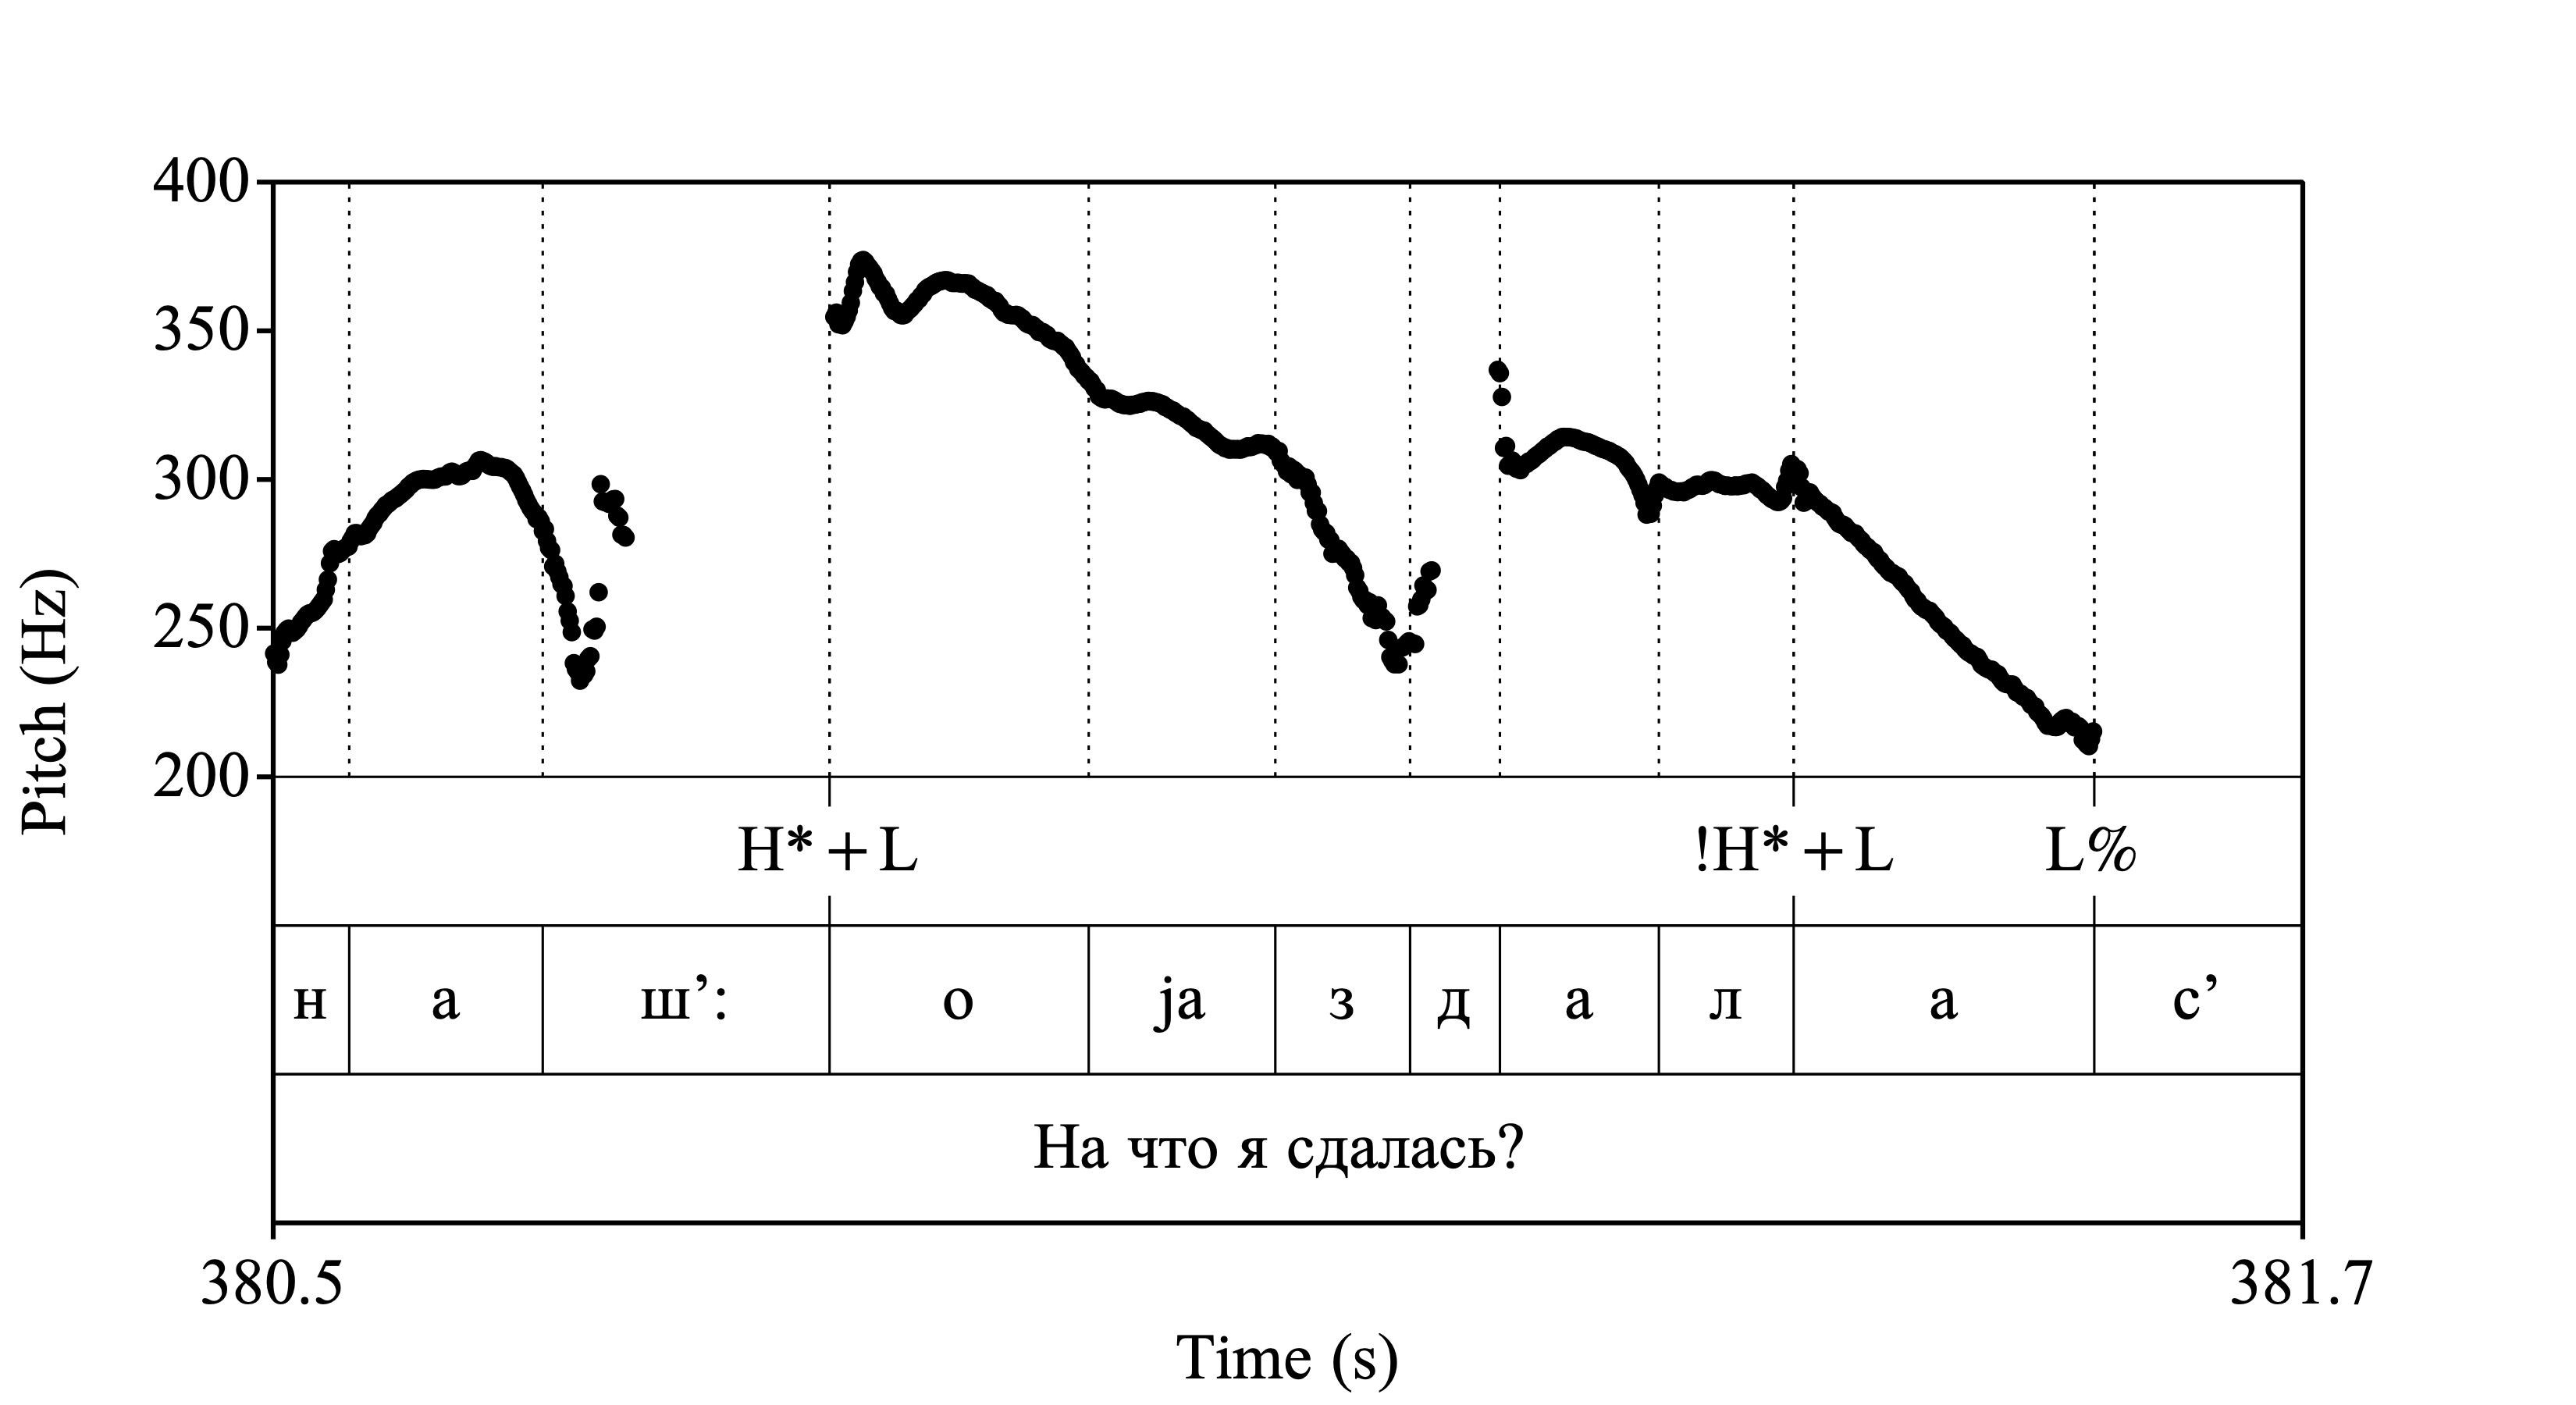 400
350
300
250
200
Pitch (Hz)
H*+L !H*+L L%
н а ш’: о ja з д а л а с’
На что я сдалась?
380.5 381.7
Time (s)